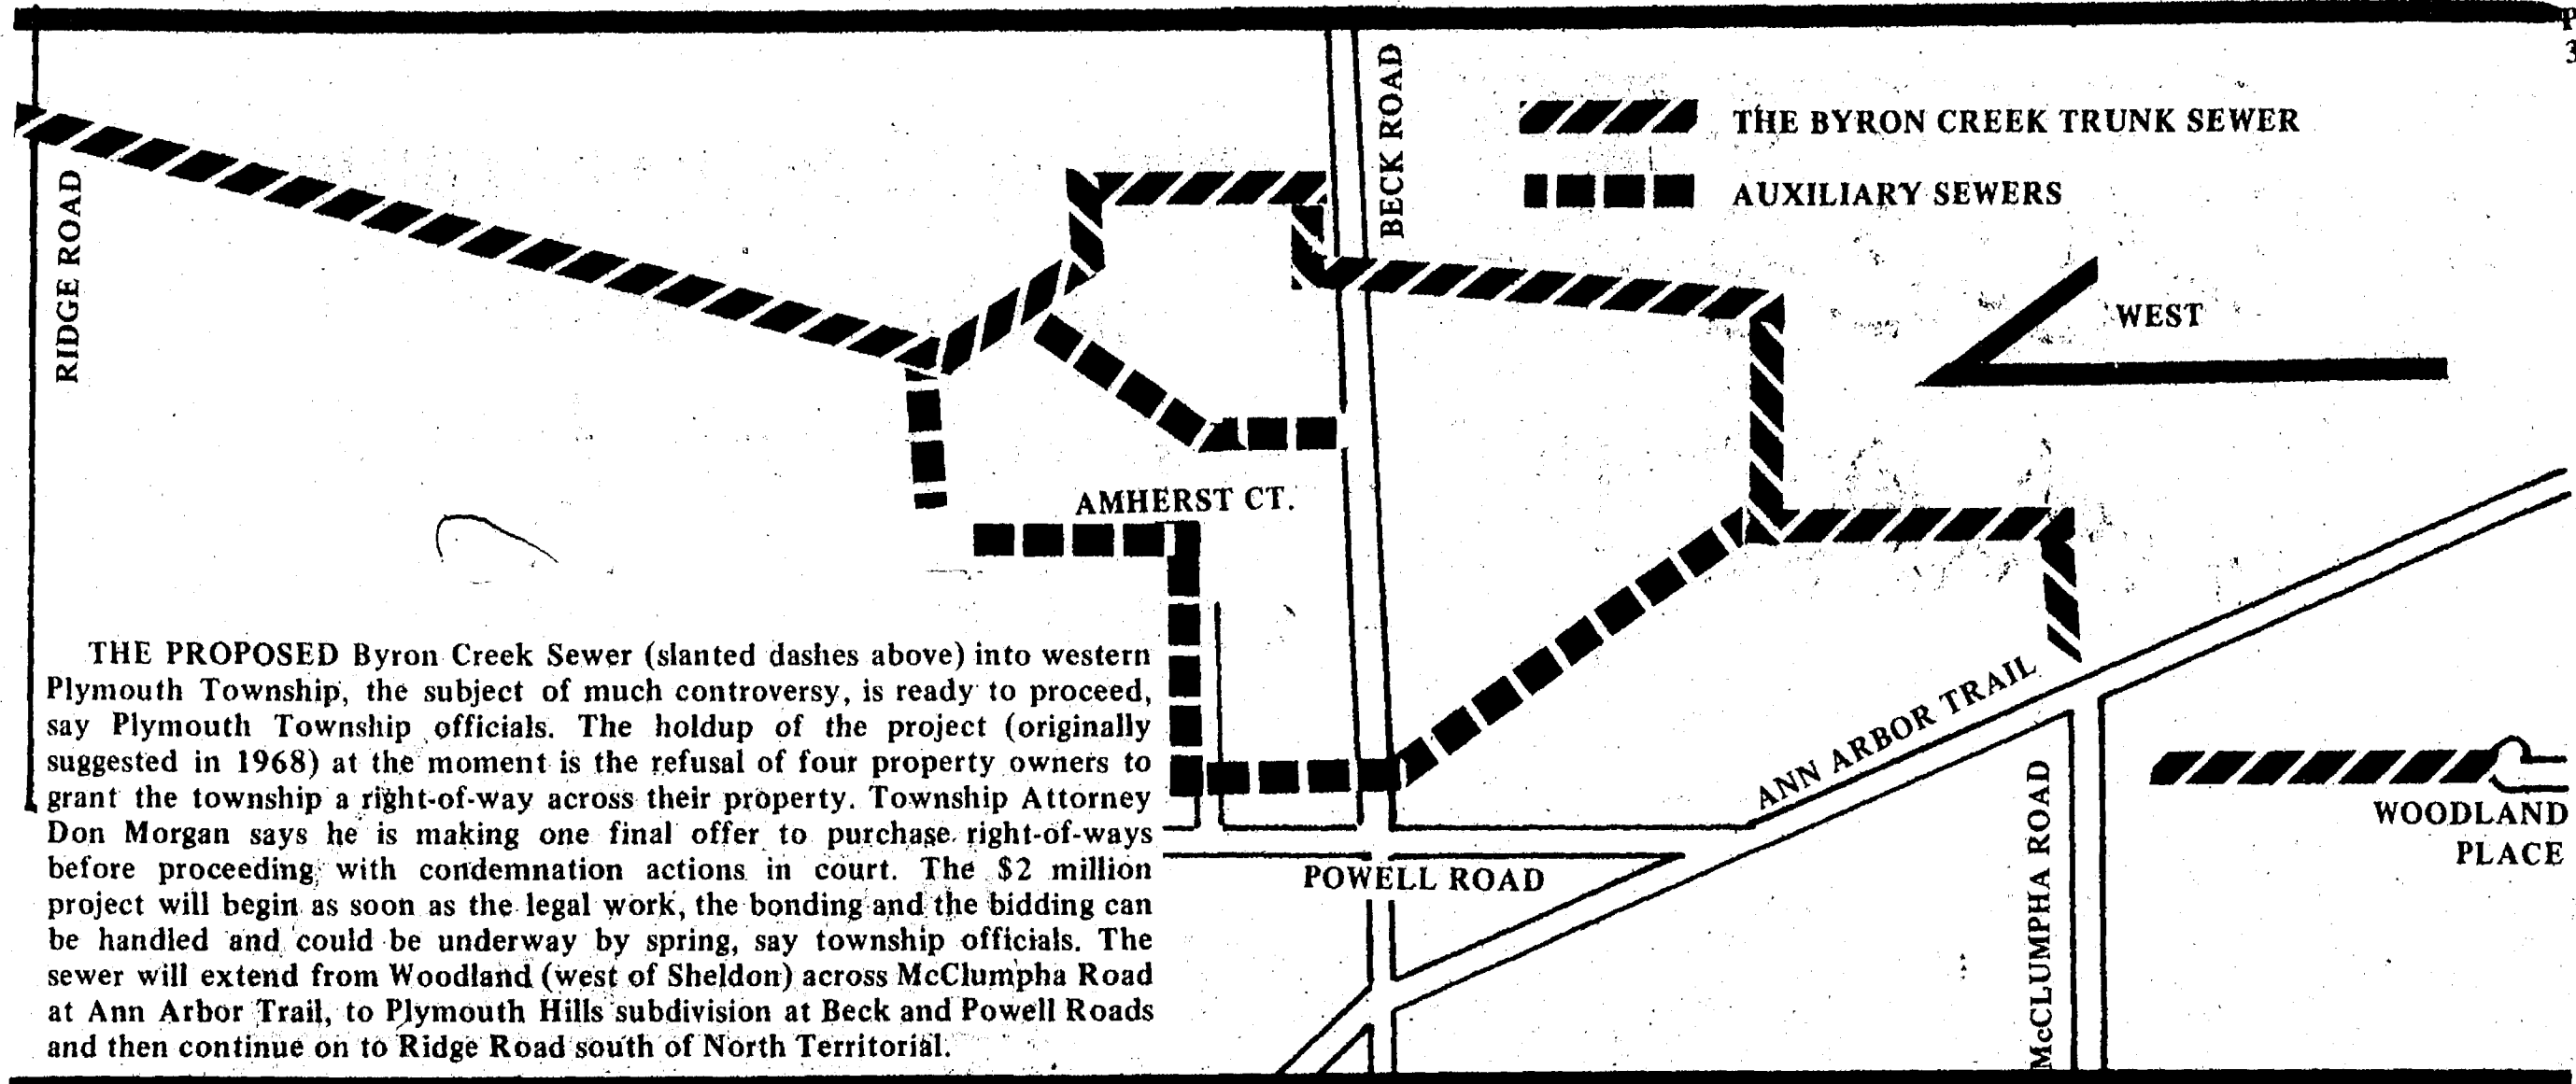 P
3
BECK ROAD
THE BYRON CREEK TRUNK SEWER
AUXILIARY SEWERS
RIDGE ROAD
WEST
AMHERST CT.
THE PROPOSED Byron Creek Sewer (slanted dashes above) into western
Plymouth Township, the subject of much controversy, is ready to proceed,
say Plymouth Township officials. The holdup of the project (originally
suggested in 1968) at the moment is the refusal of four property owners to
grant the township a right-of-way across their property. Township Attorney
Don Morgan says he is making one final offer to purchase right-of-ways
before proceeding with condemnation actions in court. The $2 million
project will begin as soon as the legal work, the bonding and the bidding can
be handled and could be underway by spring, say township officials. The
sewer will extend from Woodland (west of Sheldon) across McClumpha Road
at Ann Arbor Trail, to Plymouth Hills subdivision at Beck and Powell Roads
and then continue on to Ridge Road south of North Territorial.
ANN ARBOR TRAIL
POWELL ROAD
McCLUMPHA ROAD
WOODLAND
PLACE